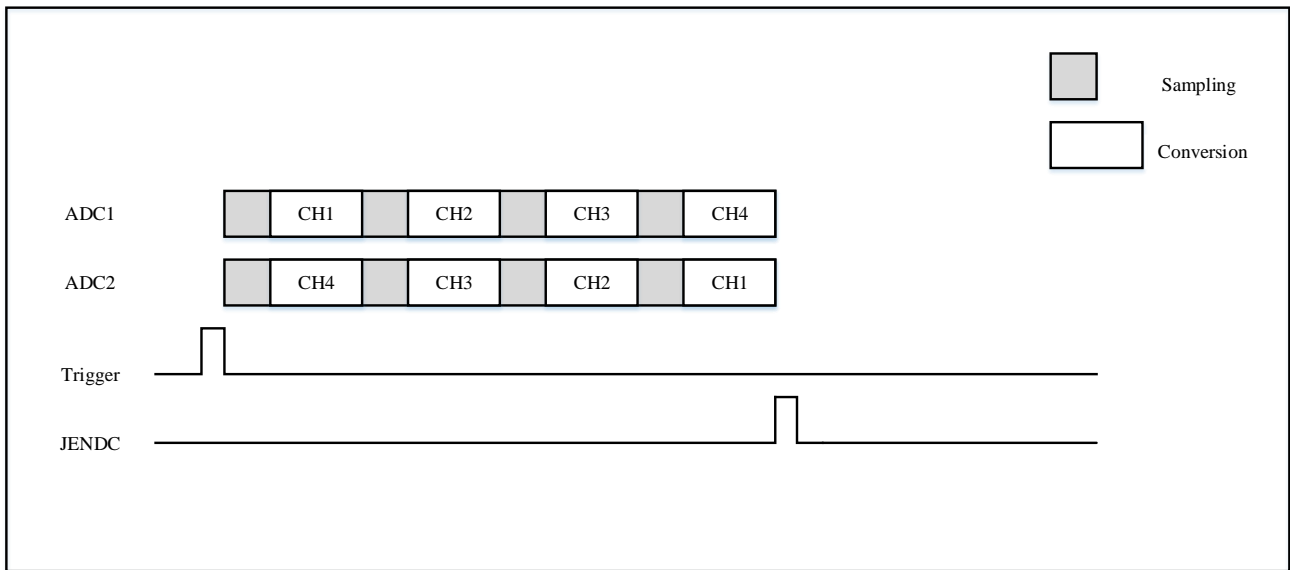 Sampling
Conversion
ADC1 CH1 CH2 CH3 CH4
ADC2 CH4 CH3 CH2 CH1
Trigger
JENDC